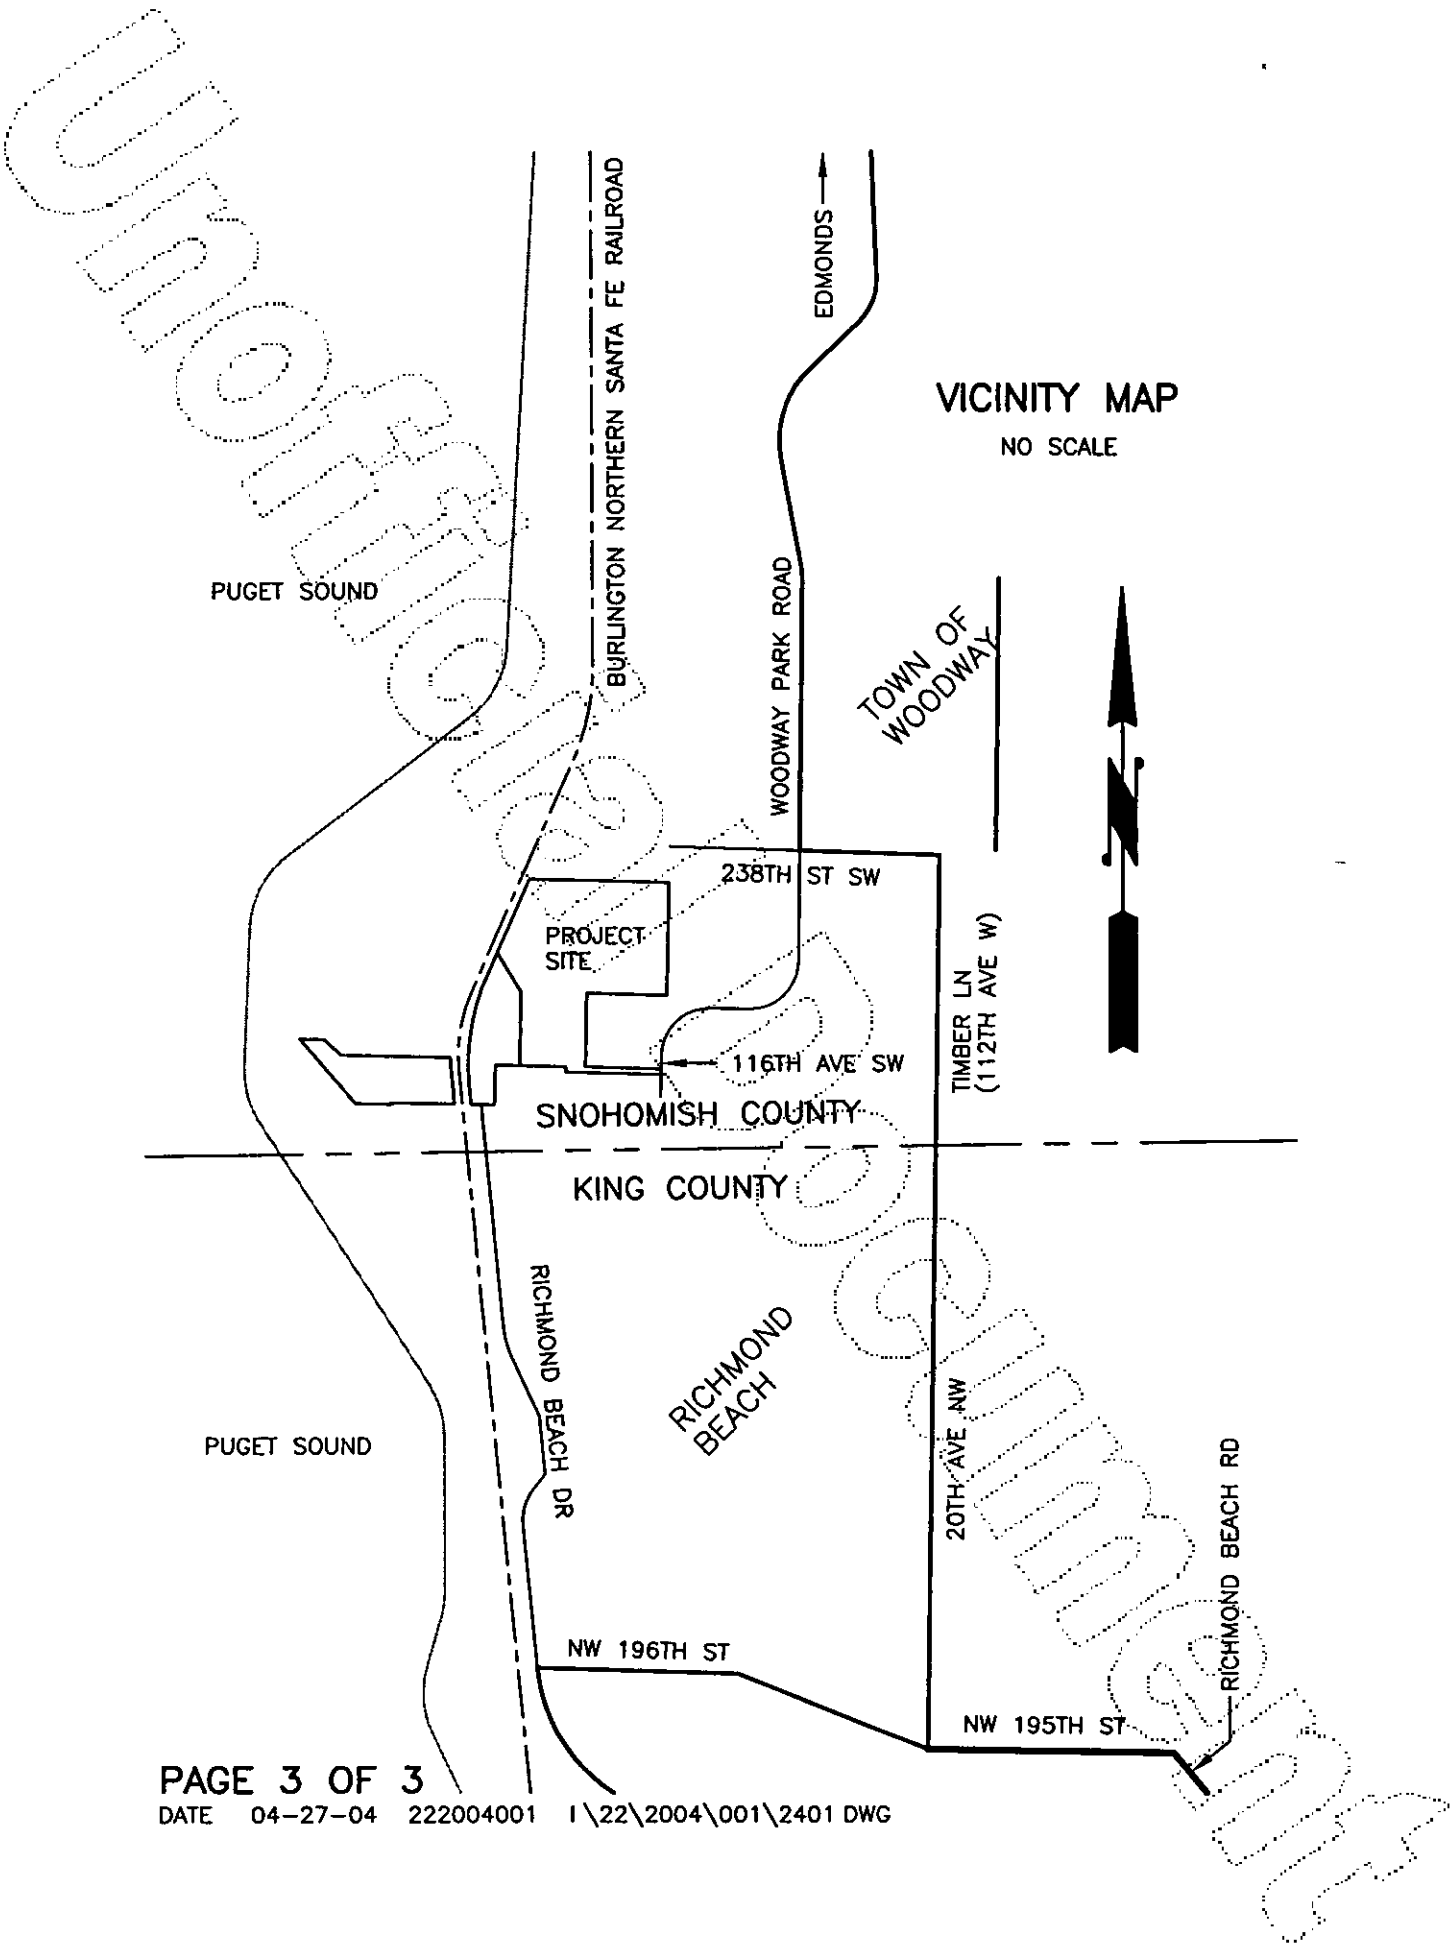 Unofficial Document
BURLINGTON NORTHERN SANTA FE RAILROAD
EDMONDS
VICINITY MAP
NO SCALE
PUGET SOUND
WOODWAY PARK ROAD
TOWN OF
WOODWAY
N
238TH ST SW
PROJECT
SITE
TIMBER LN
(112TH AVE W)
116TH AVE SW
SNOHOMISH COUNTY
KING COUNTY
RICHMOND BEACH DR
RICHMOND
BEACH
PUGET SOUND
20TH AVE NW
RICHMOND BEACH RD
NW 196TH ST
NW 195TH ST
PAGE 3 OF 3
DATE 04-27-04 222004001 I\22\2004\001\2401 DWG